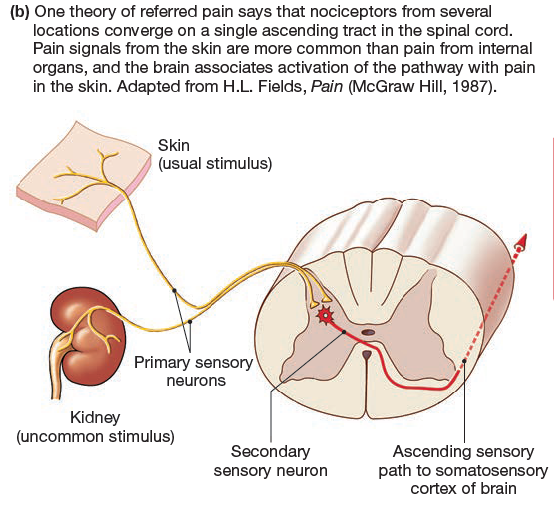 (b) One theory of referred pain says that nociceptors from several
locations converge on a single ascending tract in the spinal cord.
Pain signals from the skin are more common than pain from internal
organs, and the brain associates activation of the pathway with pain
in the skin. Adapted from H.L. Fields, Pain (McGraw Hill, 1987).
Skin
(usual stimulus)
Primary sensory
neurons
Kidney
(uncommon stimulus)
Secondary
sensory neuron
Ascending sensory
path to somatosensory
cortex of brain